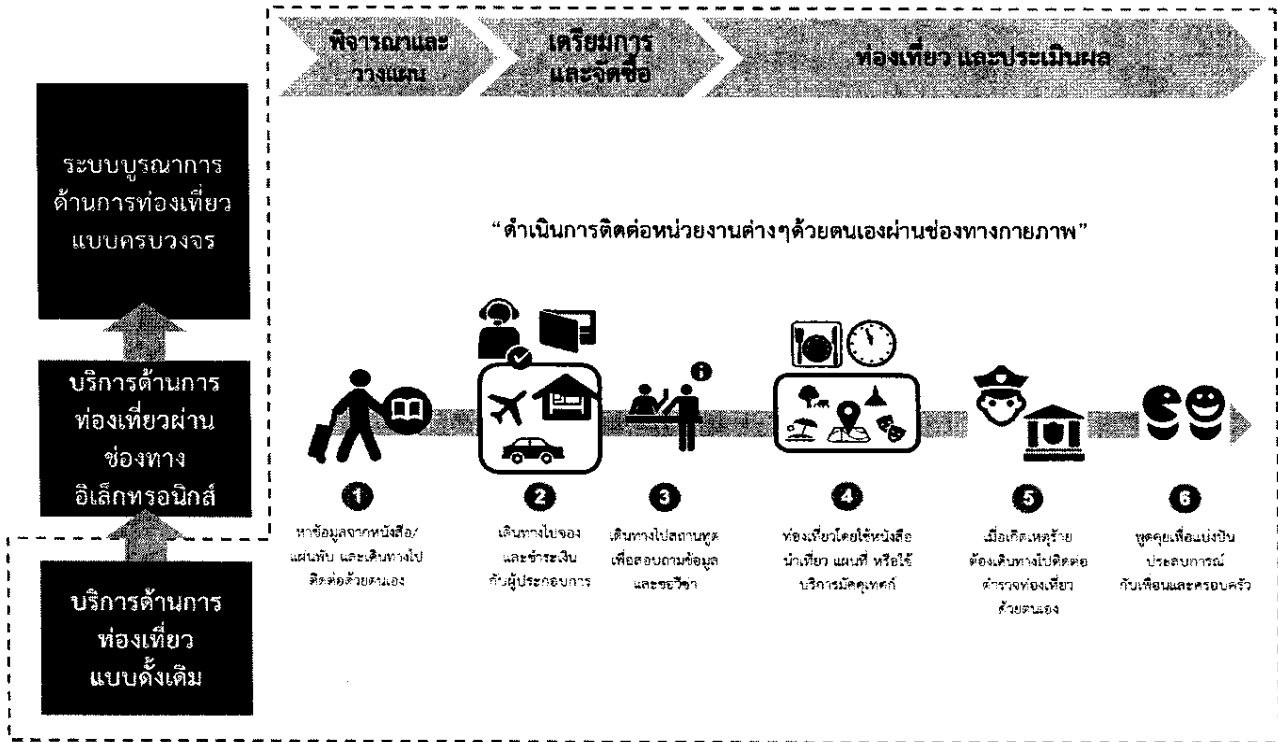 พิจารณาและ
วางแผน
เตรียมการ
และจัดซื้อ
ท่องเที่ยว และประเมินผล
ระบบบูรณาการ
ด้านการท่องเที่ยว
แบบครบวงจร
“ดำเนินการติดต่อหน่วยงานต่างๆด้วยตนเองผ่านช่องทางกายภาพ”
บริการด้านการ
ท่องเที่ยวผ่าน
ช่องทาง
อิเล็กทรอนิกส์
1
หาข้อมูลจากหนังสือ/
แผ่นพับ และเดินทางไป
ติดต่อด้วยตนเอง
2
เดินทางไปจอง
และชำระเงิน
กับผู้ประกอบการ
3
เดินทางไปสถานทูต
เพื่อสอบถามข้อมูล
และขอวีซ่า
4
ท่องเที่ยวโดยใช้หนังสือ
นำเที่ยว แผนที่ หรือใช้
บริการมัคคุเทศก์
5
เมื่อเกิดเหตุร้าย
ต้องเดินทางไปติดต่อ
ตำรวจท่องเที่ยว
ด้วยตนเอง
6
พูดคุยเพื่อแบ่งปัน
ประสบการณ์
กับเพื่อนและครอบครัว
บริการด้านการ
ท่องเที่ยว
แบบดั้งเดิม